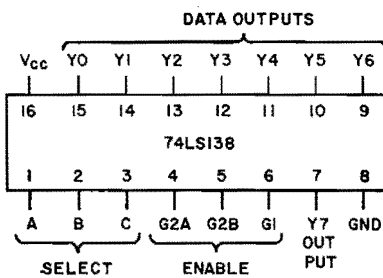 DATA OUTPUTS
VCC Y0 Y1 Y2 Y3 Y4 Y5 Y6
16 15 14 13 12 11 10 9
74LS138
1 2 3 4 5 6 7 8
A B C G2A G2B G1 Y7 GND
OUT
PUT
SELECT ENABLE